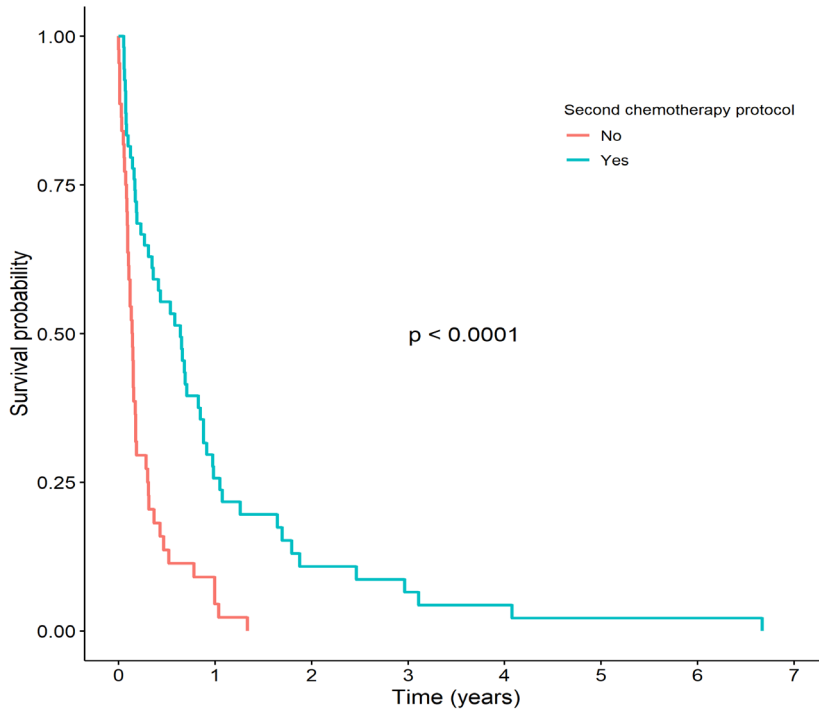 1.00
Second chemotherapy protocol
No
Yes
0.75
Survival probability
p < 0.0001
0.50
0.25
0.00
0 1 2 3 4 5 6 7
Time (years)